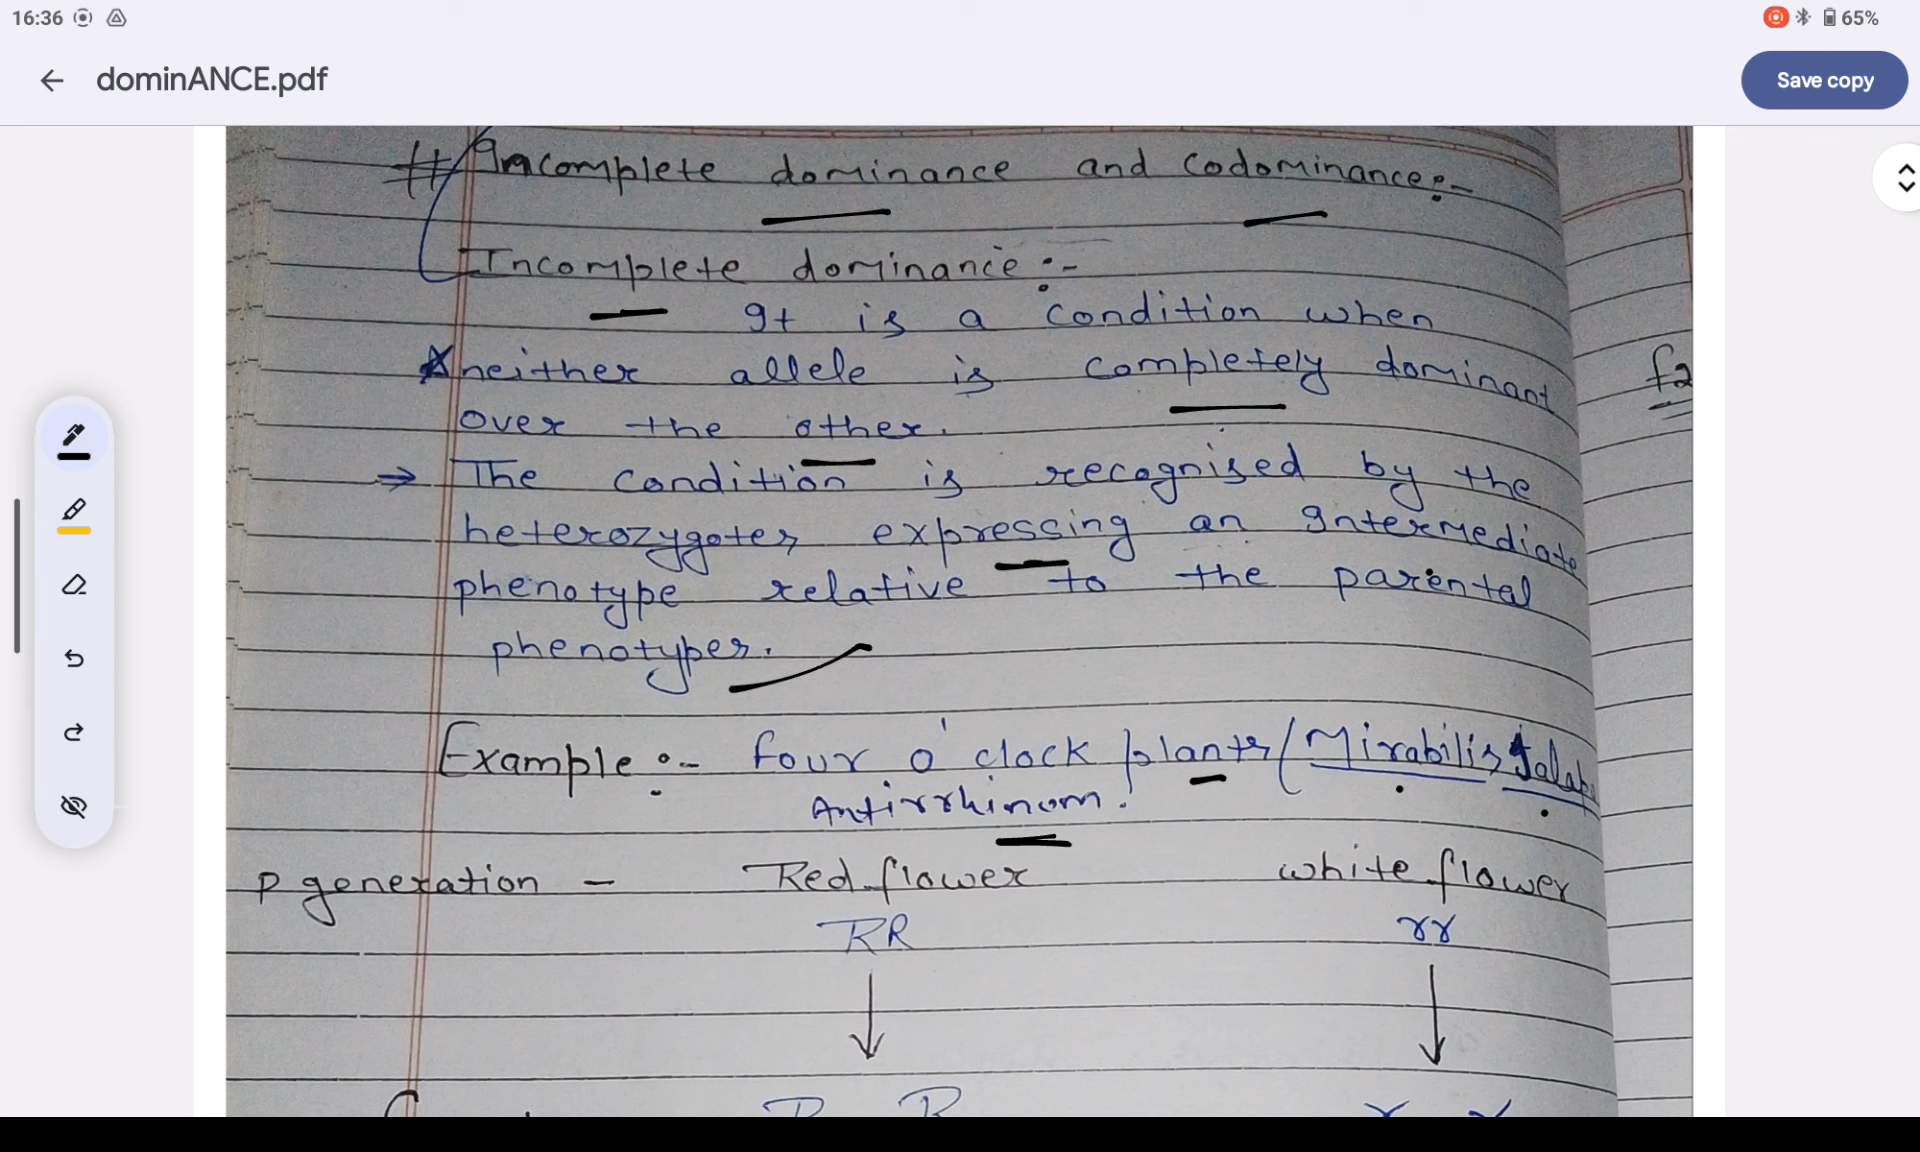 16:36
65%
dominANCE.pdf
Save copy
# Incomplete dominance and codominance:-
Incomplete dominance:-
It is a condition when
neither allele is completely dominant
over the other.
→ The condition is recognised by the
heterozygotes expressing an Intermediate
phenotype relative to the parental
phenotypes.
Example:- four o'clock plants/Mirabilis Jalapa
Antirrhinum.
P generation - Red flower white flower
RR rr
R R r r
f2